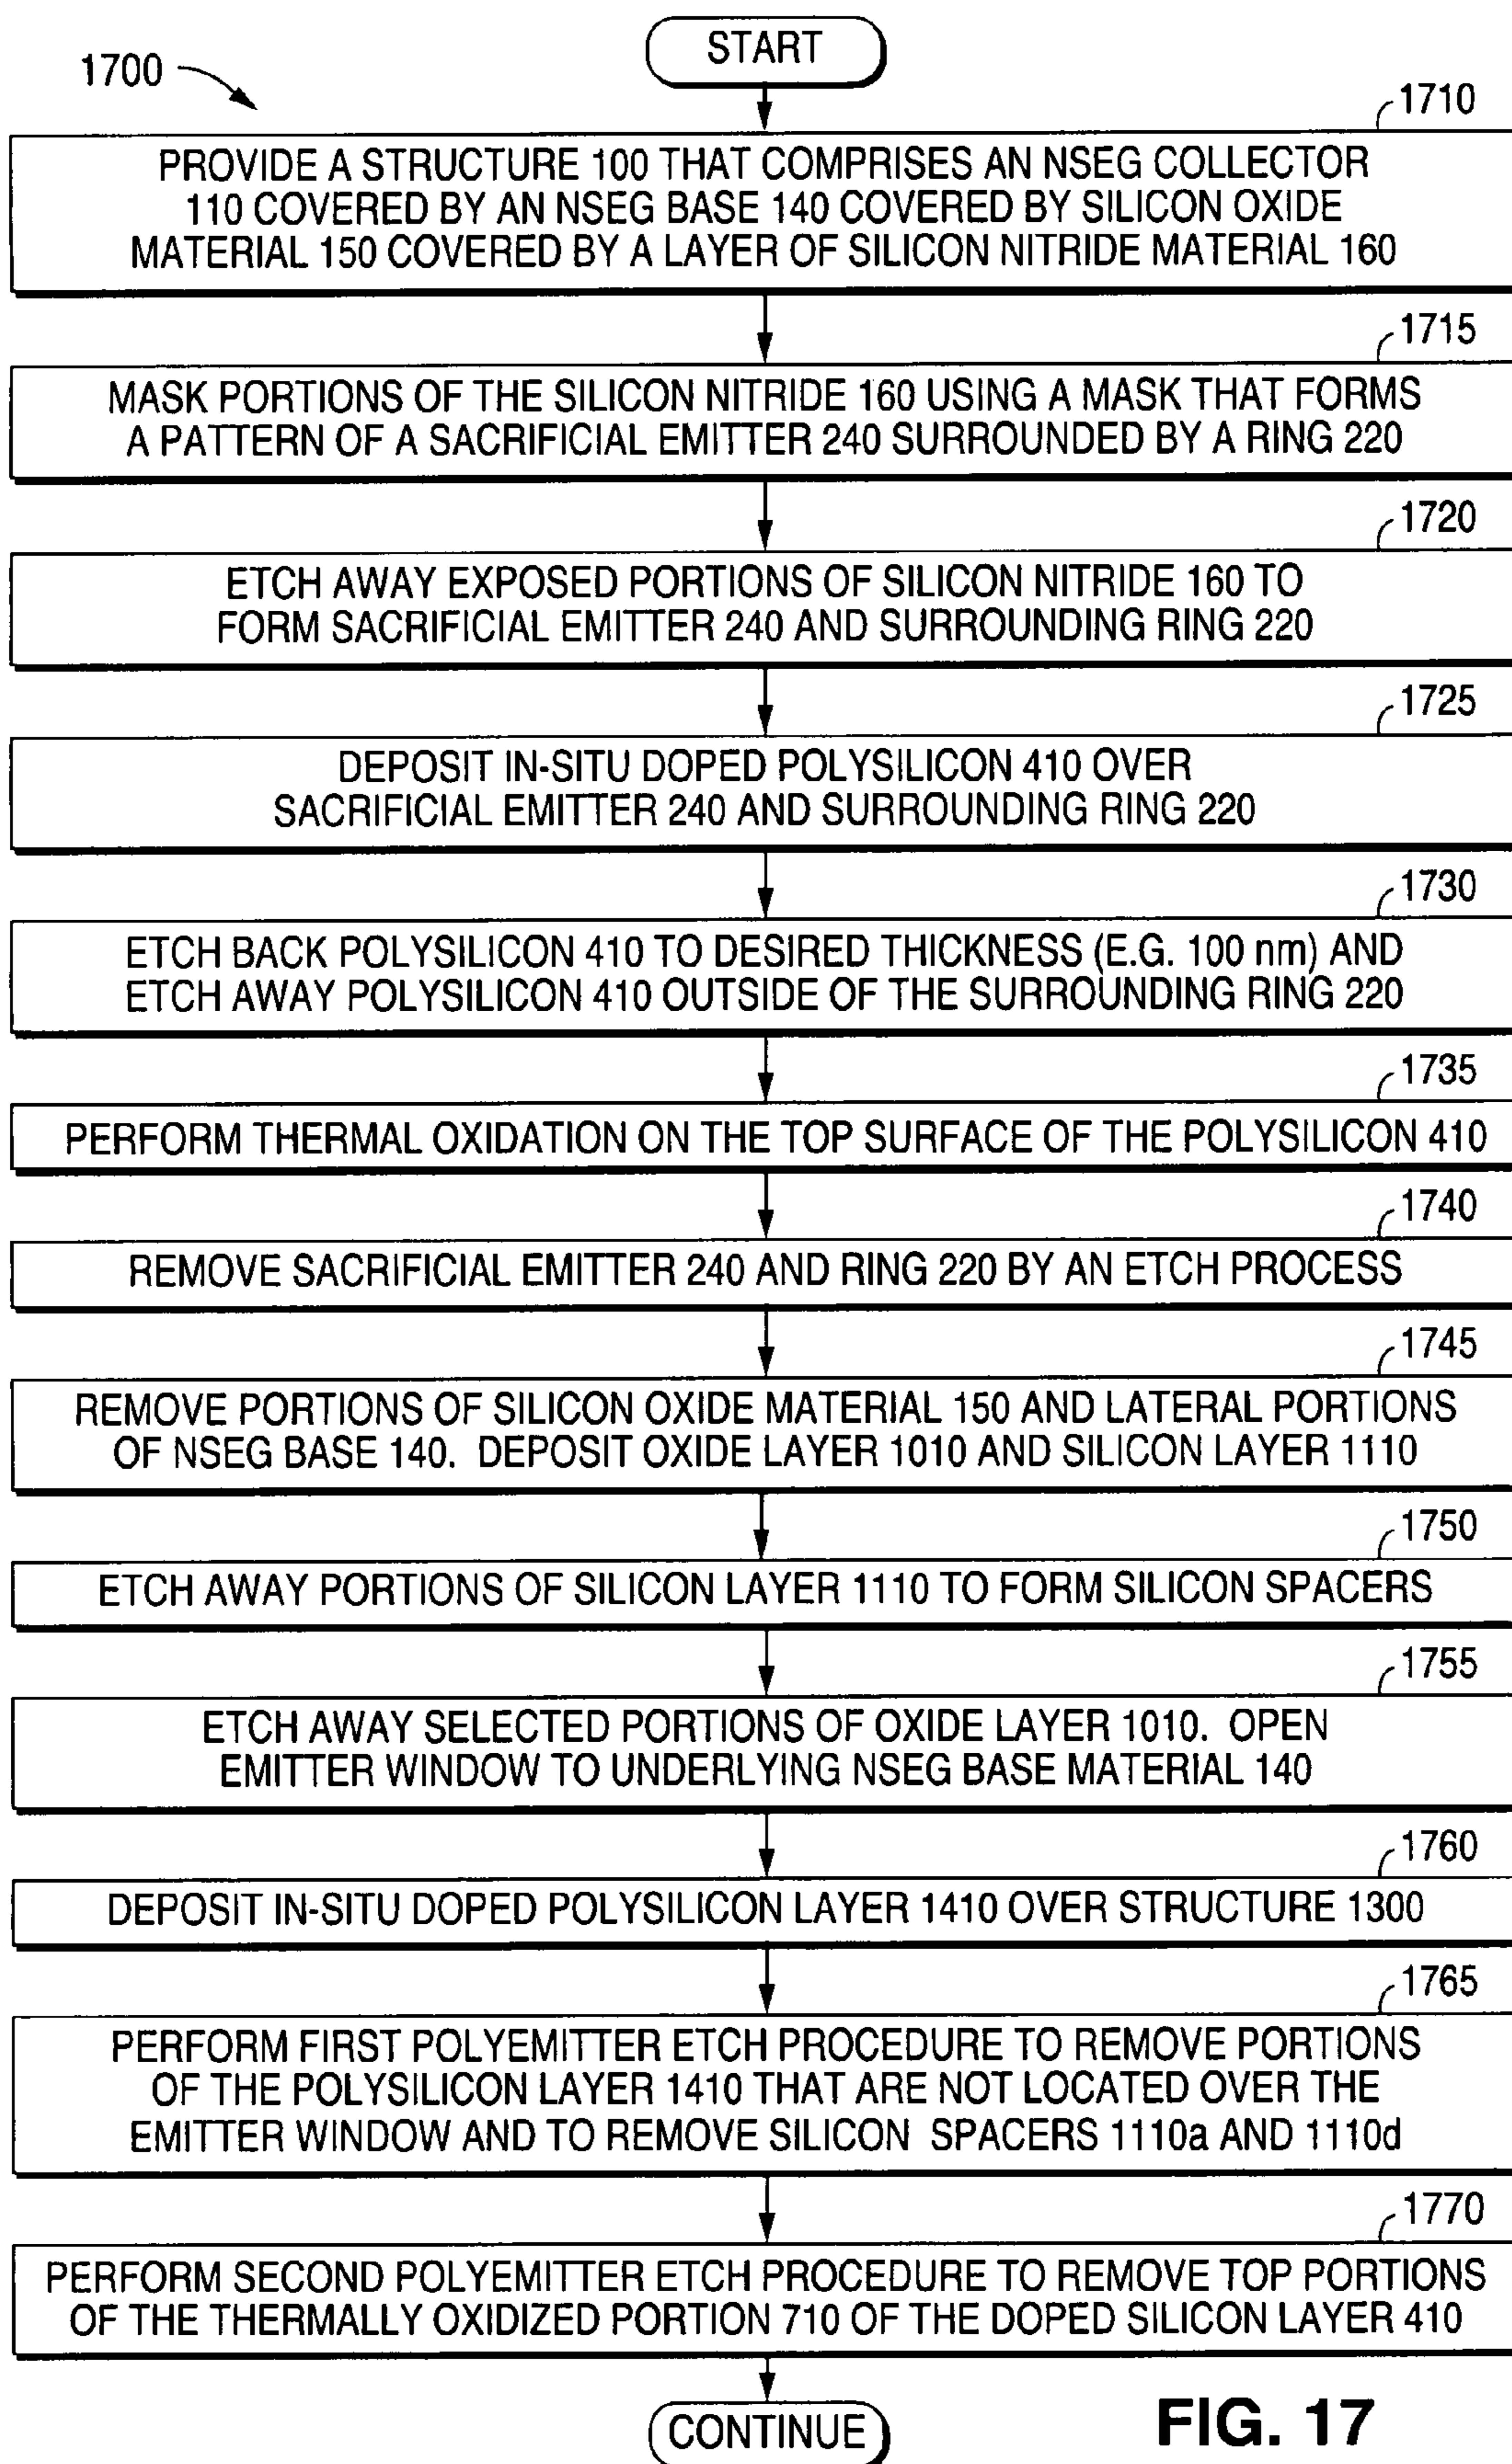 START
1700
1710
PROVIDE A STRUCTURE 100 THAT COMPRISES AN NSEG COLLECTOR
110 COVERED BY AN NSEG BASE 140 COVERED BY SILICON OXIDE
MATERIAL 150 COVERED BY A LAYER OF SILICON NITRIDE MATERIAL 160
1715
MASK PORTIONS OF THE SILICON NITRIDE 160 USING A MASK THAT FORMS
A PATTERN OF A SACRIFICIAL EMITTER 240 SURROUNDED BY A RING 220
1720
ETCH AWAY EXPOSED PORTIONS OF SILICON NITRIDE 160 TO
FORM SACRIFICIAL EMITTER 240 AND SURROUNDING RING 220
1725
DEPOSIT IN-SITU DOPED POLYSILICON 410 OVER
SACRIFICIAL EMITTER 240 AND SURROUNDING RING 220
1730
ETCH BACK POLYSILICON 410 TO DESIRED THICKNESS (E.G. 100 nm) AND
ETCH AWAY POLYSILICON 410 OUTSIDE OF THE SURROUNDING RING 220
1735
PERFORM THERMAL OXIDATION ON THE TOP SURFACE OF THE POLYSILICON 410
1740
REMOVE SACRIFICIAL EMITTER 240 AND RING 220 BY AN ETCH PROCESS
1745
REMOVE PORTIONS OF SILICON OXIDE MATERIAL 150 AND LATERAL PORTIONS
OF NSEG BASE 140. DEPOSIT OXIDE LAYER 1010 AND SILICON LAYER 1110
1750
ETCH AWAY PORTIONS OF SILICON LAYER 1110 TO FORM SILICON SPACERS
1755
ETCH AWAY SELECTED PORTIONS OF OXIDE LAYER 1010. OPEN
EMITTER WINDOW TO UNDERLYING NSEG BASE MATERIAL 140
1760
DEPOSIT IN-SITU DOPED POLYSILICON LAYER 1410 OVER STRUCTURE 1300
1765
PERFORM FIRST POLYEMITTER ETCH PROCEDURE TO REMOVE PORTIONS
OF THE POLYSILICON LAYER 1410 THAT ARE NOT LOCATED OVER THE
EMITTER WINDOW AND TO REMOVE SILICON SPACERS 1110a AND 1110d
1770
PERFORM SECOND POLYEMITTER ETCH PROCEDURE TO REMOVE TOP PORTIONS
OF THE THERMALLY OXIDIZED PORTION 710 OF THE DOPED SILICON LAYER 410
CONTINUE
FIG. 17